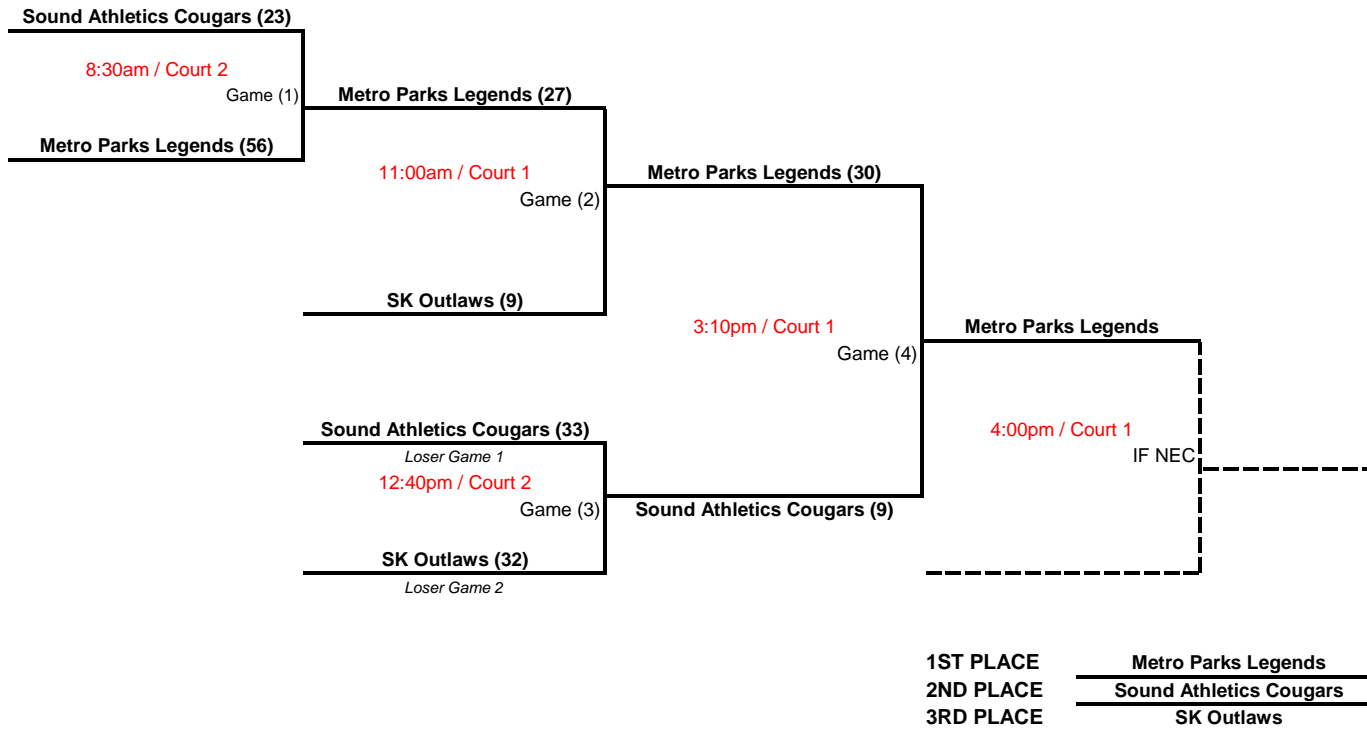 Sound Athletics Cougars (23)
8:30am / Court 2
Game (1)
Metro Parks Legends (56)
Metro Parks Legends (27)
11:00am / Court 1
Game (2)
SK Outlaws (9)
Metro Parks Legends (30)
3:10pm / Court 1
Game (4)
Sound Athletics Cougars (33)
Loser Game 1
12:40pm / Court 2
Game (3)
SK Outlaws (32)
Loser Game 2
Sound Athletics Cougars (9)
Metro Parks Legends
4:00pm / Court 1
IF NEC
1ST PLACE Metro Parks Legends
2ND PLACE Sound Athletics Cougars
3RD PLACE SK Outlaws